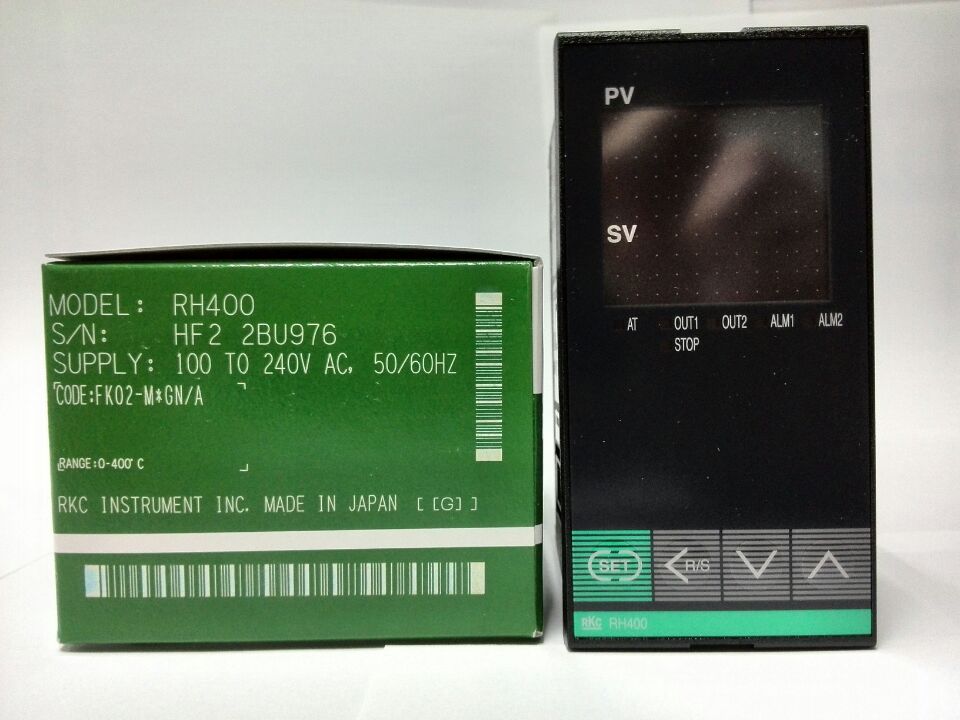 MODEL: RH400
S/N: HF2 2BU976
SUPPLY: 100 TO 240V AC, 50/60HZ
CODE:FK02-M*GN/A
RANGE:0-400°C
RKC INSTRUMENT INC. MADE IN JAPAN [ [G] ]
PV
SV
AT OUT1 OUT2 ALM1 ALM2
STOP
SET R/S
RKC RH400